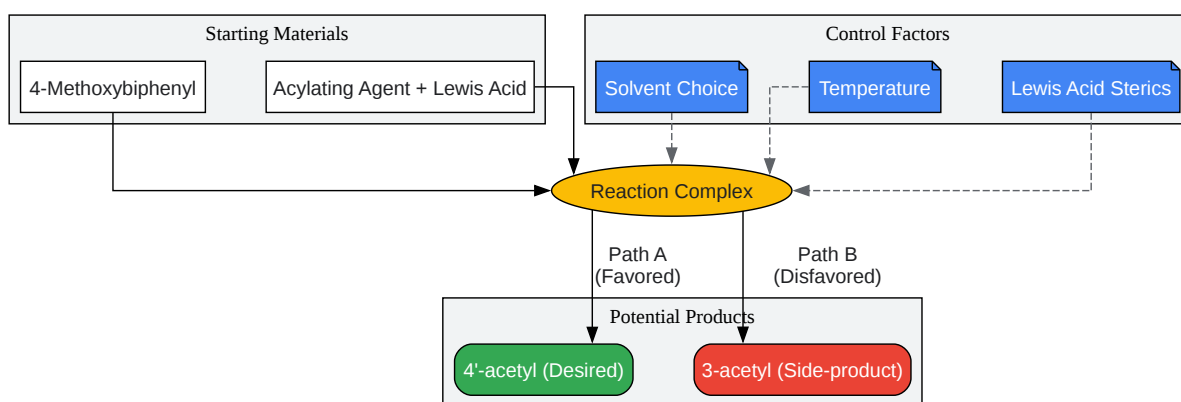 Starting Materials
Control Factors
4-Methoxybiphenyl
Acylating Agent + Lewis Acid
Solvent Choice
Temperature
Lewis Acid Sterics
Reaction Complex
Path A
(Favored)
Path B
(Disfavored)
Potential Products
4'-acetyl (Desired)
3-acetyl (Side-product)